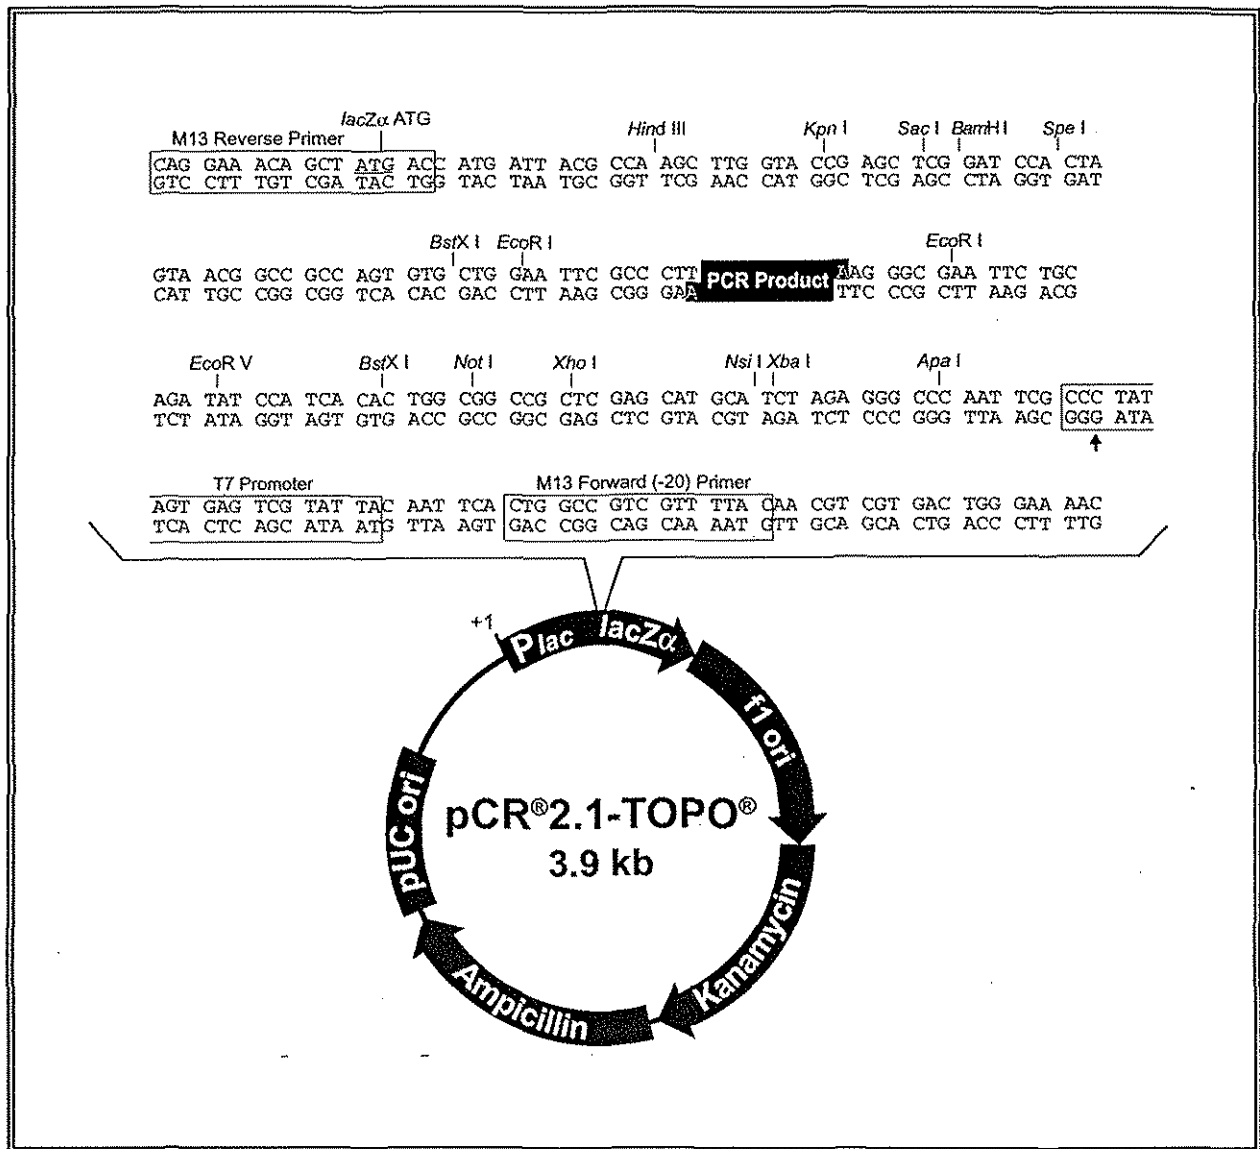 lacZα ATG
M13 Reverse Primer
Hind III Kpn I Sac I BamH I Spe I
CAG GAA ACA GCT ATG ACC ATG ATT ACG CCA AGC TTG GTA CCG AGC TCG GAT CCA CTA
GTC CTT TGT CGA TAC TGG TAC TAA TGC GGT TCG AAC CAT GGC TCG AGC CTA GGT GAT
BstX I EcoR I EcoR I
GTA ACG GCC GCC AGT GTG CTG GAA TTC GCC CTT PCR Product AAG GGC GAA TTC TGC
CAT TGC CGG CGG TCA CAC GAC CTT AAG CGG GAA TTC CCG CTT AAG ACG
EcoR V BstX I Not I Xho I Nsi I Xba I Apa I
AGA TAT CCA TCA CAC TGG CGG CCG CTC GAG CAT GCA TCT AGA GGG CCC AAT TCG CCC TAT
TCT ATA GGT AGT GTG ACC GCC GGC GAG CTC GTA CGT AGA TCT CCC GGG TTA AGC GGG ATA
T7 Promoter M13 Forward (-20) Primer
AGT GAG TCG TAT TAC AAT TCA CTG GCC GTC GTT TTA CAA CGT CGT GAC TGG GAA AAC
TCA CTC AGC ATA ATG TTA AGT GAC CGG CAG CAA AAT GTT GCA GCA CTG ACC CTT TTG
+1
Plac lacZα
f1 ori
pUC ori
pCR®2.1-TOPO®
3.9 kb
Kanamycin
Ampicillin